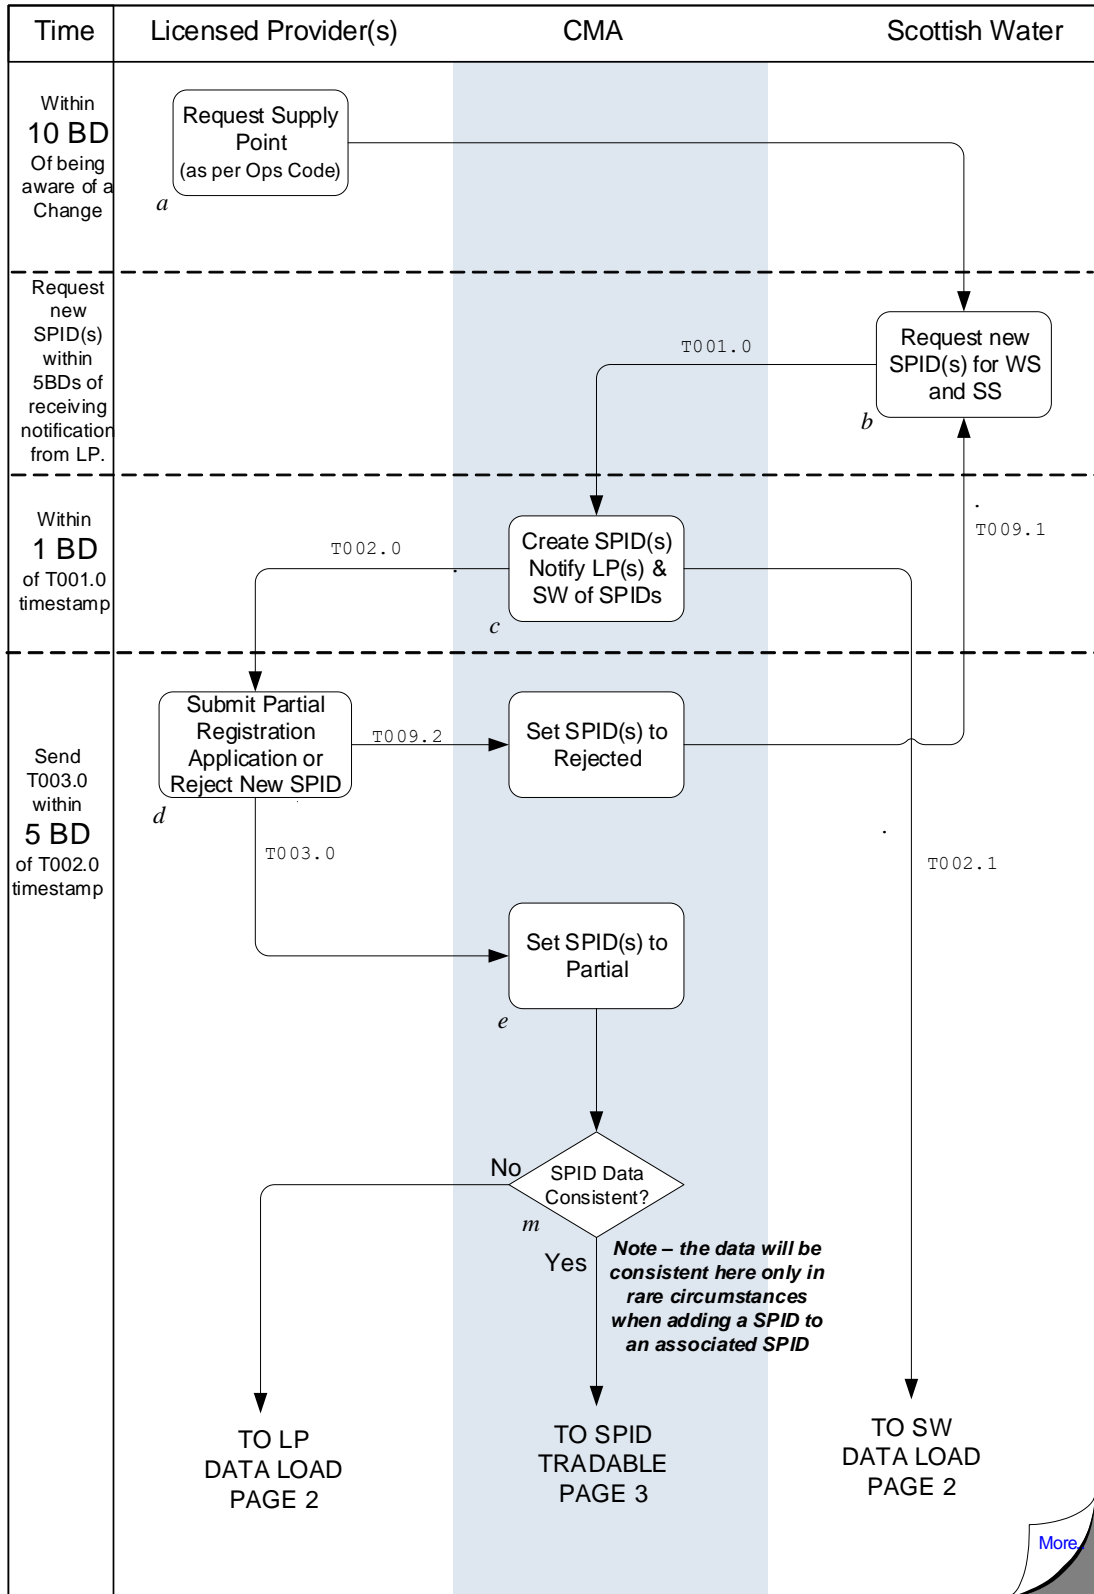 Time
Licensed Provider(s)
CMA
Scottish Water
Within
10 BD
Of being
aware of a
Change
Request Supply
Point
(as per Ops Code)
a
Request
new
SPID(s)
within
5BDs of
receiving
notification
from LP.
T001.0
Request new
SPID(s) for WS
and SS
b
Within
1 BD
of T001.0
timestamp
T002.0
Create SPID(s)
Notify LP(s) &
SW of SPIDs
c
T009.1
Send
T003.0
within
5 BD
of T002.0
timestamp
Submit Partial
Registration
Application or
Reject New SPID
d
T009.2
Set SPID(s) to
Rejected
T003.0
T002.1
Set SPID(s) to
Partial
e
No
SPID Data
Consistent?
m
Yes
Note – the data will be
consistent here only in
rare circumstances
when adding a SPID to
an associated SPID
TO LP
DATA LOAD
PAGE 2
TO SPID
TRADABLE
PAGE 3
TO SW
DATA LOAD
PAGE 2
More..